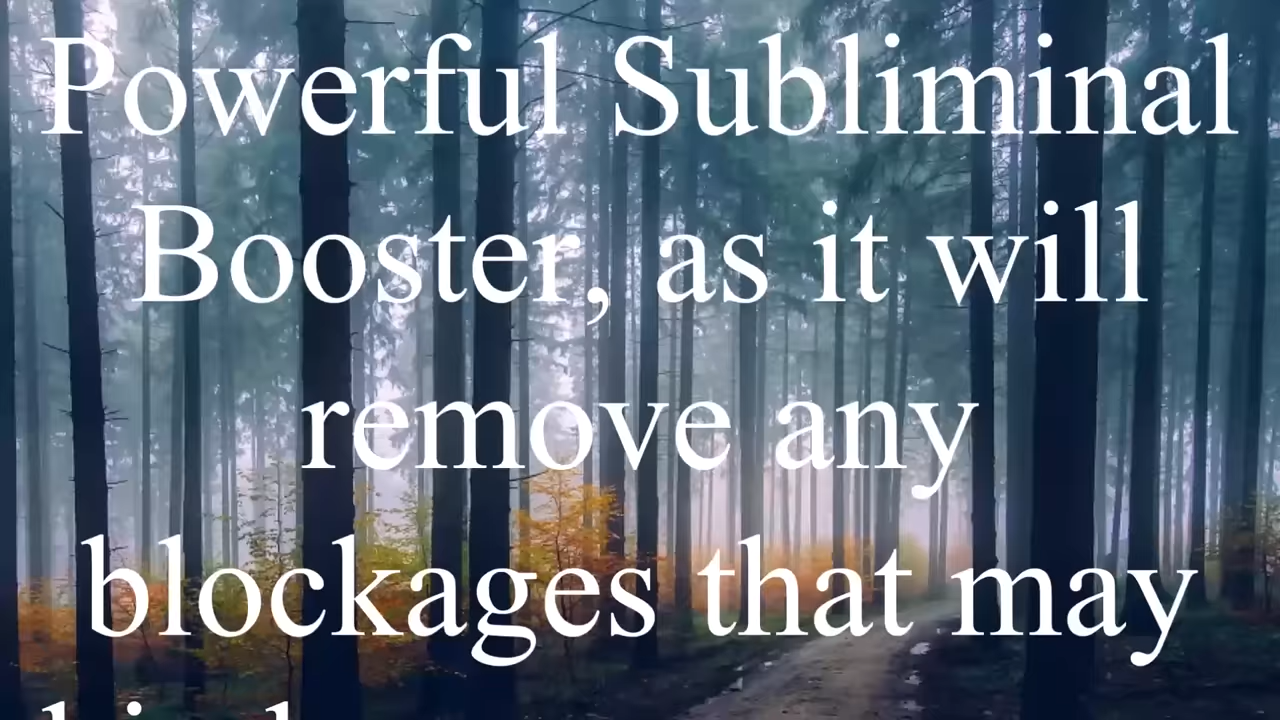 Powerful Subliminal
Booster, as it will
remove any
blockages that may